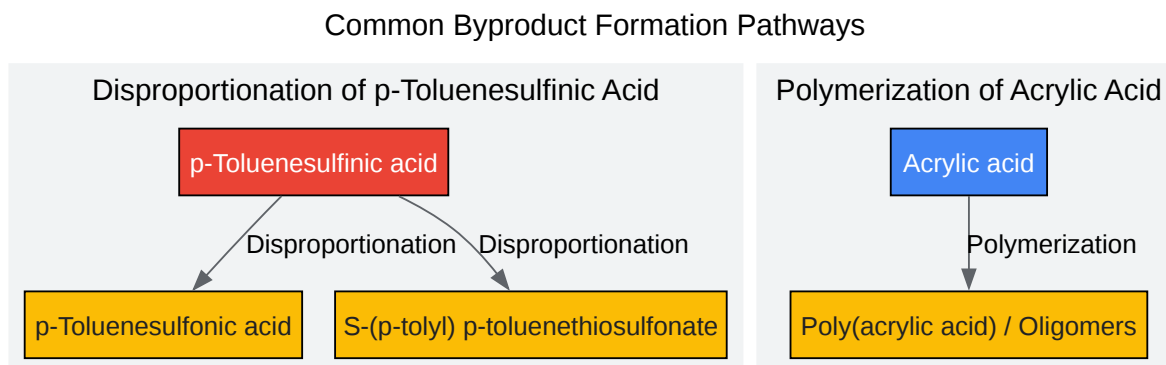 Common Byproduct Formation Pathways
Disproportionation of p-Toluenesulfinic Acid
p-Toluenesulfinic acid
Disproportionation
Disproportionation
p-Toluenesulfonic acid
S-(p-tolyl) p-toluenethiosulfonate
Polymerization of Acrylic Acid
Acrylic acid
Polymerization
Poly(acrylic acid) / Oligomers